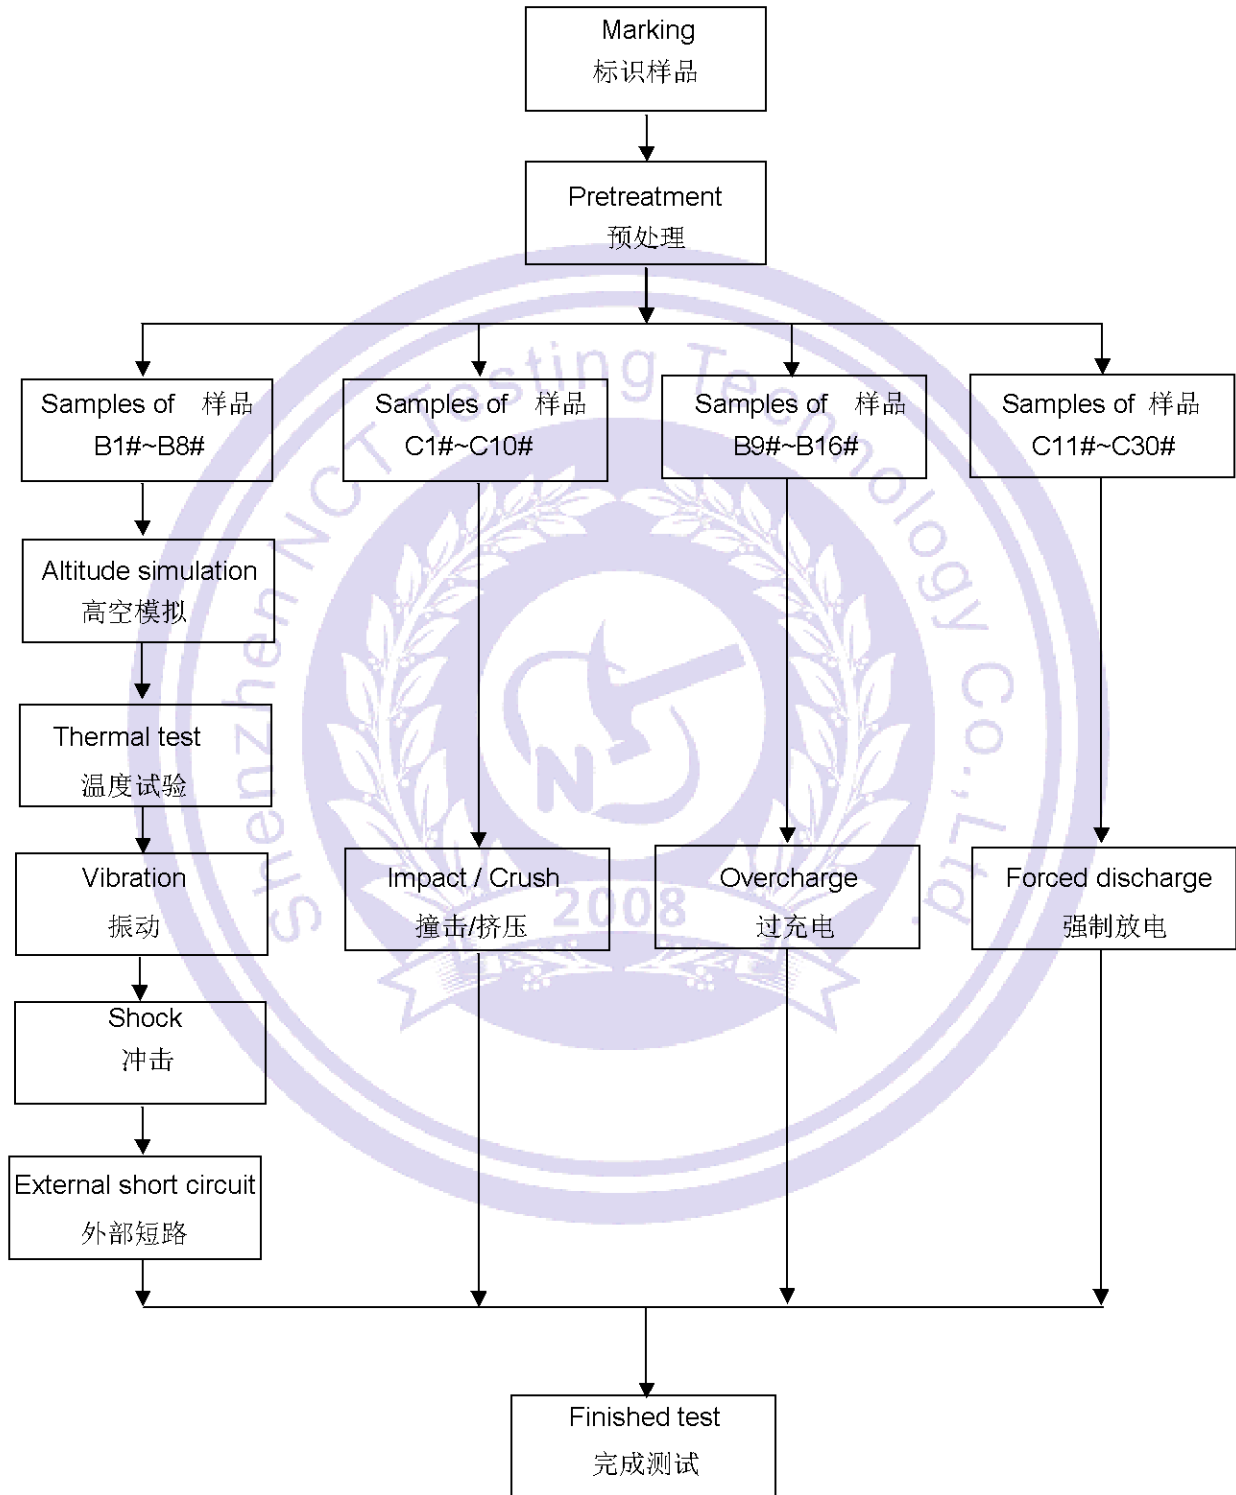 Marking
标识样品
Pretreatment
预处理
Samples of 样品
B1#~B8#
Samples of 样品
C1#~C10#
Samples of 样品
B9#~B16#
Samples of 样品
C11#~C30#
Altitude simulation
高空模拟
Thermal test
温度试验
Vibration
振动
Impact / Crush
撞击/挤压
Overcharge
过充电
Forced discharge
强制放电
Shock
冲击
External short circuit
外部短路
Finished test
完成测试
Shenzhen NCT Testing Technology Co.,Ltd.
N
2008